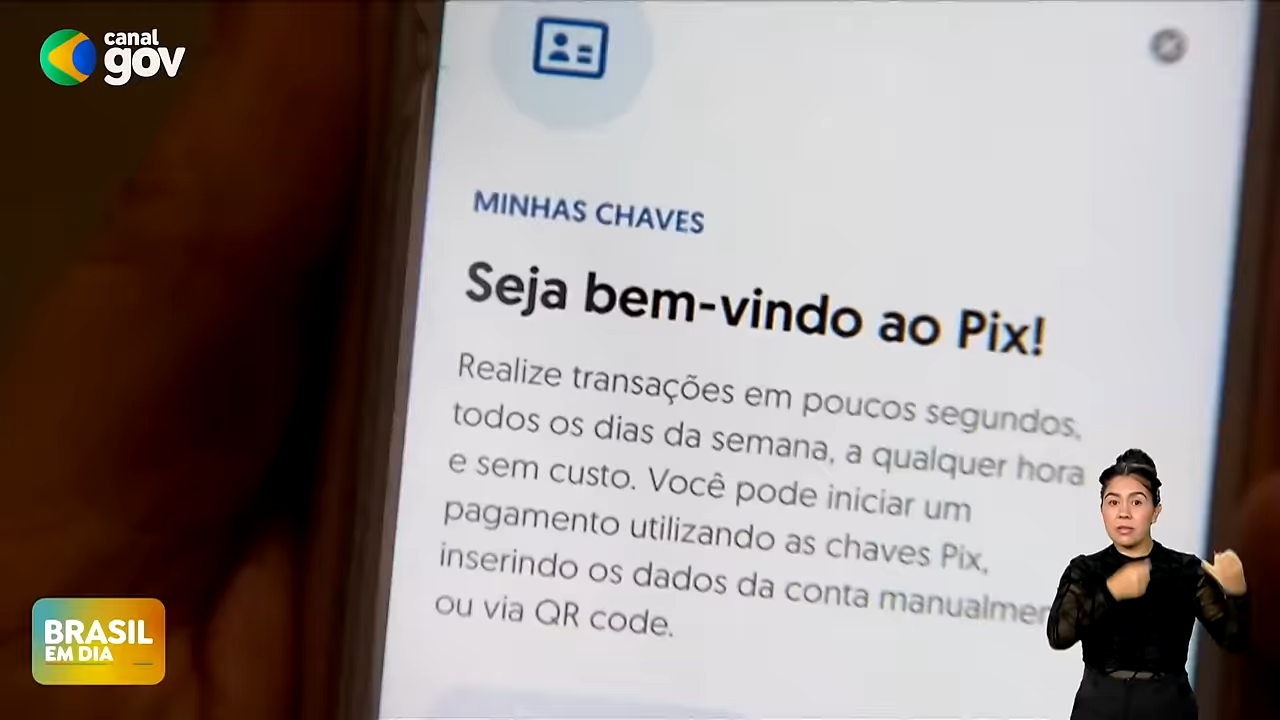 canal
gov
MINHAS CHAVES
Seja bem-vindo ao Pix!
Realize transações em poucos segundos,
todos os dias da semana, a qualquer hora
e sem custo. Você pode iniciar um
pagamento utilizando as chaves Pix,
inserindo os dados da conta
ou via QR code.
BRASIL
EM DIA